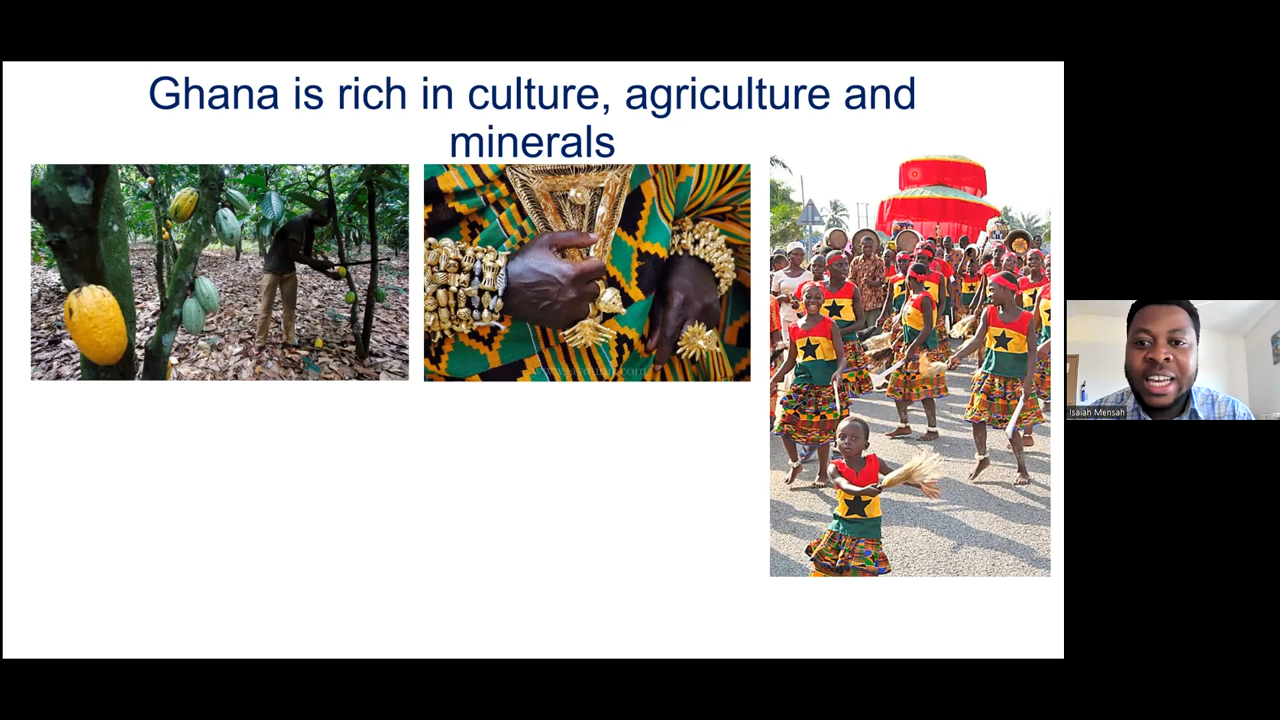 Ghana is rich in culture, agriculture and
minerals
Isaiah Mensah